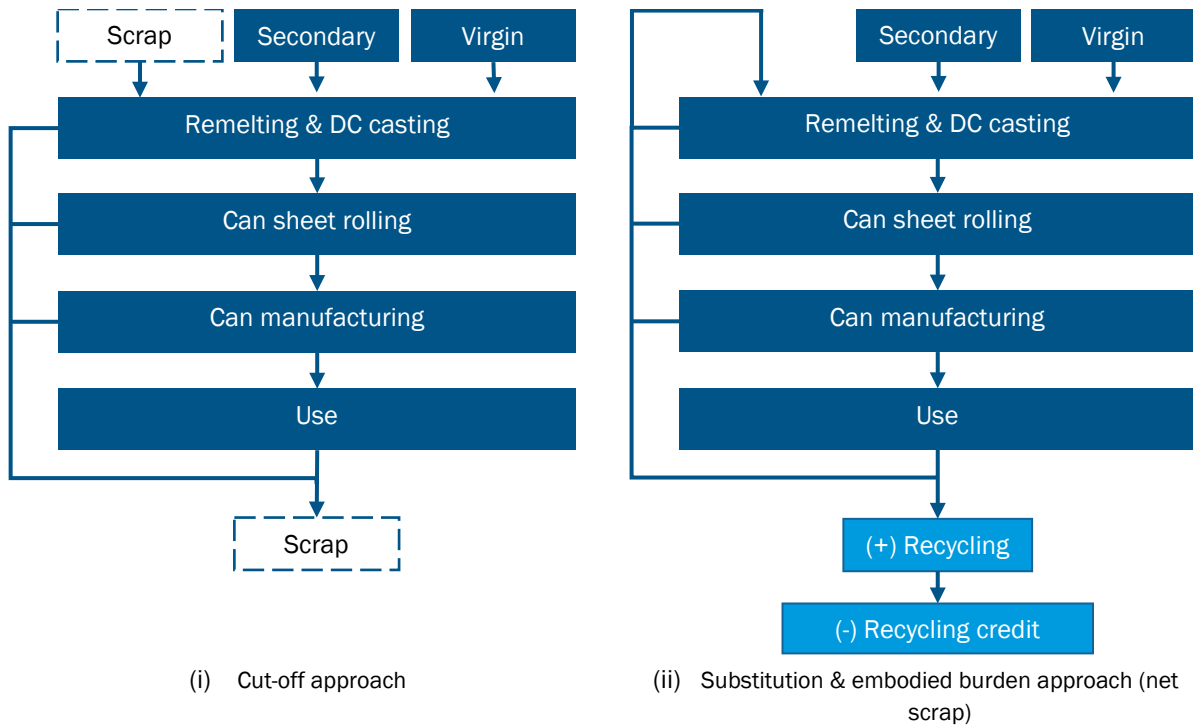 Scrap
Secondary
Virgin
Remelting & DC casting
Can sheet rolling
Can manufacturing
Use
Scrap
(i) Cut-off approach
Secondary
Virgin
Remelting & DC casting
Can sheet rolling
Can manufacturing
Use
(+) Recycling
(-) Recycling credit
(ii) Substitution & embodied burden approach (net
scrap)